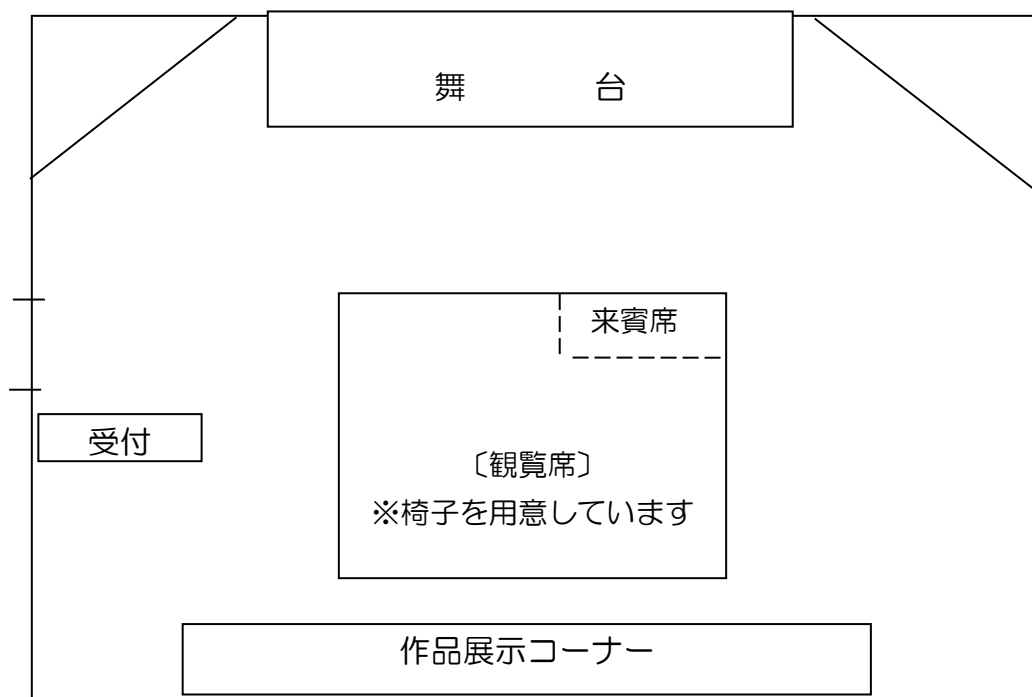 舞　台
来賓席
受付
〔観覧席〕
※椅子を用意しています
作品展示コーナー